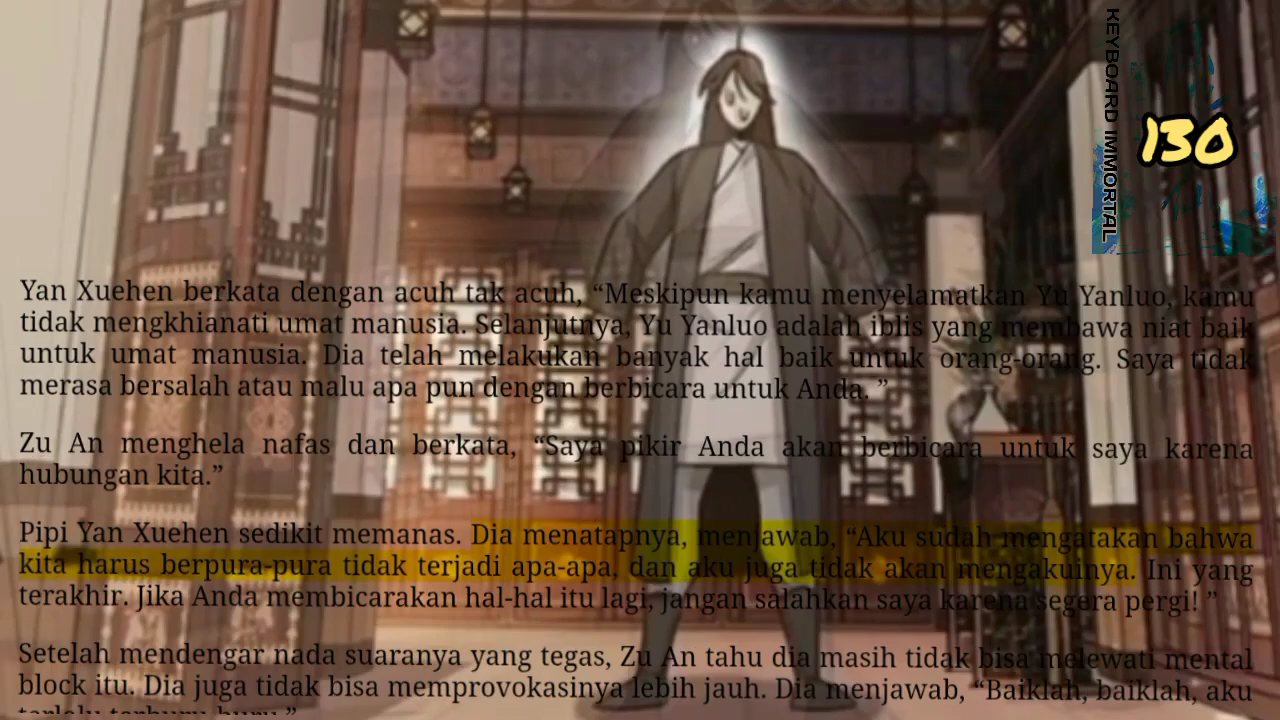 KEYBOARD IMMORTAL
130
Yan Xuehen berkata dengan acuh tak acuh, “Meskipun kamu menyelamatkan Yu Yanluo, kamu
tidak mengkhianati umat manusia. Selanjutnya, Yu Yanluo adalah iblis yang membawa niat baik
untuk umat manusia. Dia telah melakukan banyak hal baik untuk orang-orang. Saya tidak
merasa bersalah atau malu apa pun dengan berbicara untuk Anda. ”
Zu An menghela nafas dan berkata, “Saya pikir Anda akan berbicara untuk saya karena
hubungan kita.”
Pipi Yan Xuehen sedikit memanas. Dia menatapnya, menjawab, “Aku sudah mengatakan bahwa
kita harus berpura-pura tidak terjadi apa-apa, dan aku juga tidak akan mengakuinya. Ini yang
terakhir. Jika Anda membicarakan hal-hal itu lagi, jangan salahkan saya karena segera pergi! ”
Setelah mendengar nada suaranya yang tegas, Zu An tahu dia masih tidak bisa melewati mental
block itu. Dia juga tidak bisa memprovokasinya lebih jauh. Dia menjawab, “Baiklah, baiklah, aku
terlalu terburu-buru.”